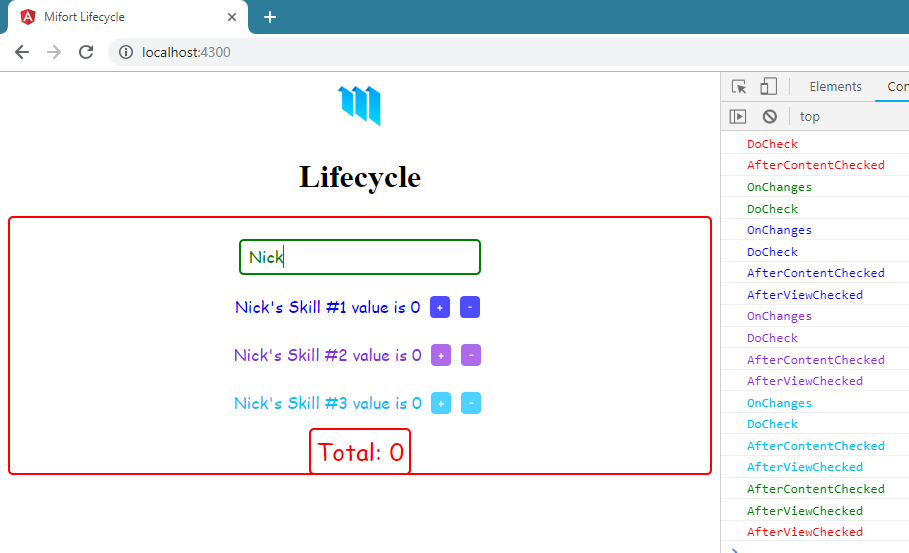 Mifort Lifecycle
localhost:4300
Elements Con
top
Lifecycle
Nick
Nick's Skill #1 value is 0 + -
Nick's Skill #2 value is 0 + -
Nick's Skill #3 value is 0 + -
Total: 0
DoCheck
AfterContentChecked
OnChanges
DoCheck
OnChanges
DoCheck
AfterContentChecked
AfterViewChecked
OnChanges
DoCheck
AfterContentChecked
AfterViewChecked
OnChanges
DoCheck
AfterContentChecked
AfterViewChecked
AfterContentChecked
AfterViewChecked
AfterViewChecked